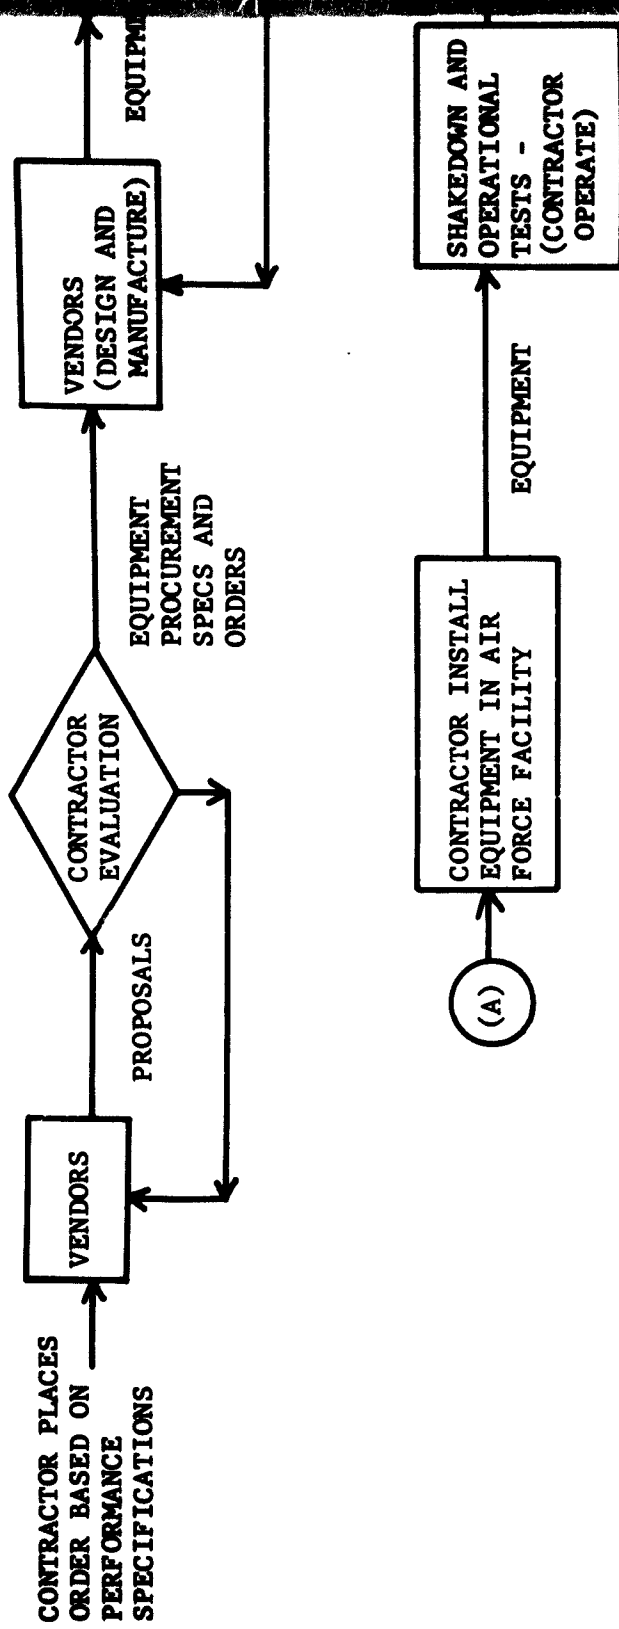 CONTRACTOR PLACES
ORDER BASED ON
PERFORMANCE
SPECIFICATIONS
VENDORS
PROPOSALS
CONTRACTOR
EVALUATION
EQUIPMENT
PROCUREMENT
SPECS AND
ORDERS
VENDORS
(DESIGN AND
MANUFACTURE)
(A)
CONTRACTOR INSTALL
EQUIPMENT IN AIR
FORCE FACILITY
EQUIPMENT
SHAKEDOWN AND
OPERATIONAL
TESTS -
(CONTRACTOR
OPERATE)